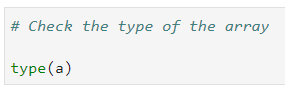 # Check the type of the array
type(a)